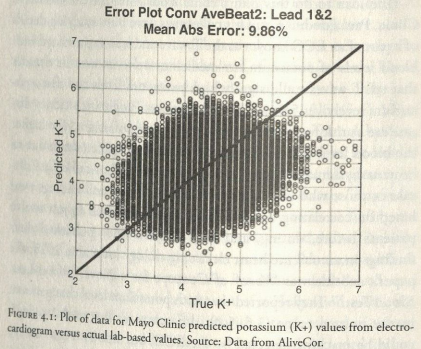 Error Plot Conv AveBeat2: Lead 1&2
Mean Abs Error: 9.86%
7
6
5
4
3
2
Predicted K+
2
3
4
5
6
7
True K+
FIGURE 4.1: Plot of data for Mayo Clinic predicted potassium (K+) values from electro-
cardiogram versus actual lab-based values. Source: Data from AliveCor.